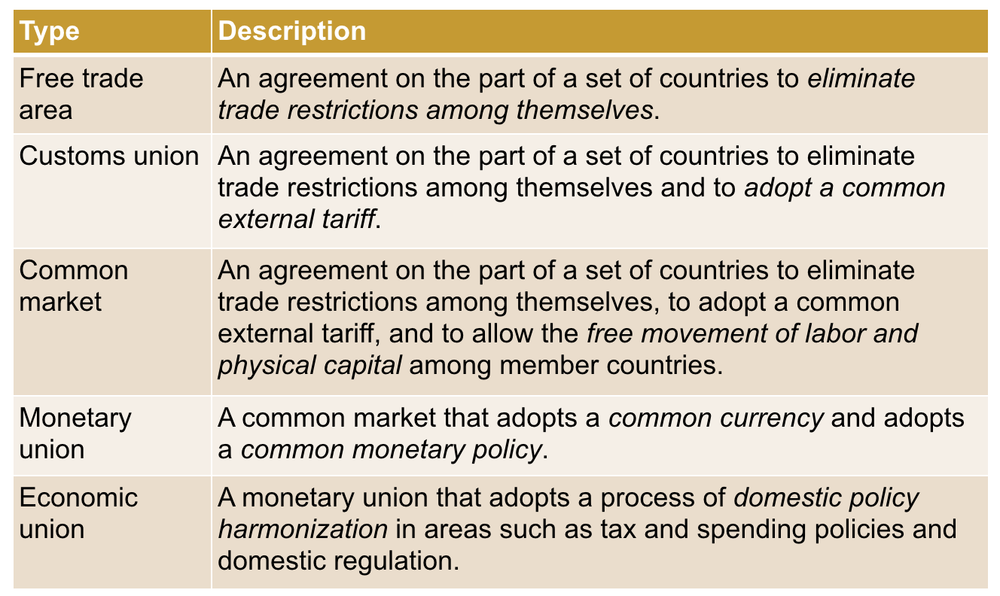 Type
Description
Free trade
area
An agreement on the part of a set of countries to eliminate
trade restrictions among themselves.
Customs union
An agreement on the part of a set of countries to eliminate
trade restrictions among themselves and to adopt a common
external tariff.
Common
market
An agreement on the part of a set of countries to eliminate
trade restrictions among themselves, to adopt a common
external tariff, and to allow the free movement of labor and
physical capital among member countries.
Monetary
union
A common market that adopts a common currency and adopts
a common monetary policy.
Economic
union
A monetary union that adopts a process of domestic policy
harmonization in areas such as tax and spending policies and
domestic regulation.